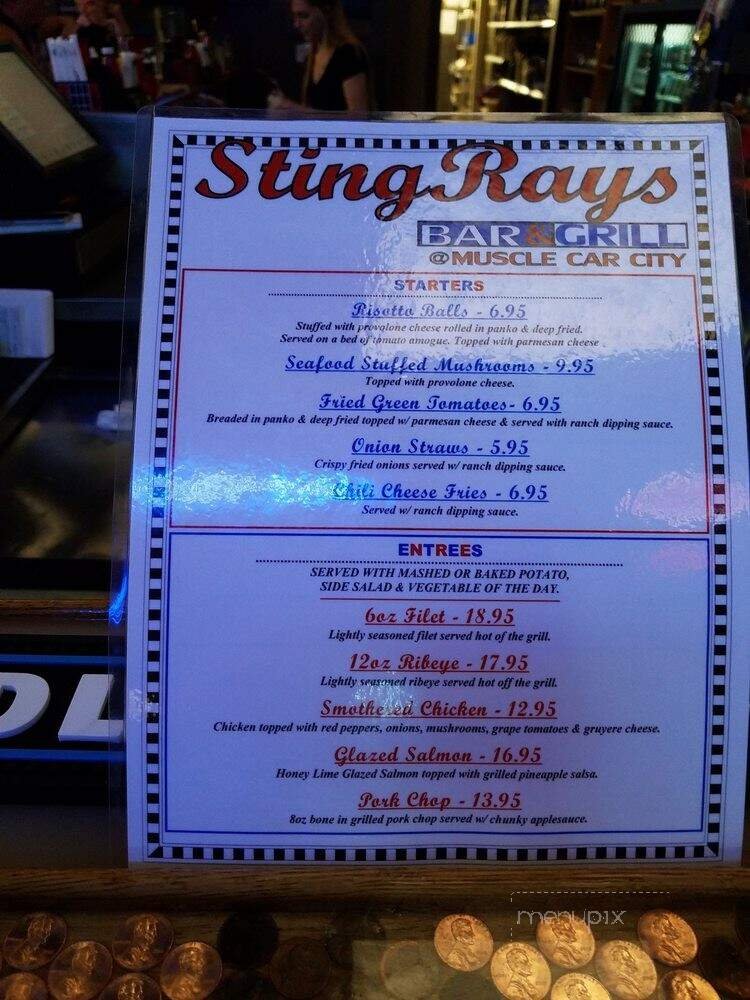 StingRays
BAR & GRILL
@ MUSCLE CAR CITY
STARTERS
Risotto Balls - 6.95
Stuffed with provolone cheese rolled in panko & deep fried.
Served on a bed of tomato amogue. Topped with parmesan cheese
Seafood Stuffed Mushrooms - 9.95
Topped with provolone cheese.
Fried Green Tomatoes- 6.95
Breaded in panko & deep fried topped w/ parmesan cheese & served with ranch dipping sauce.
Onion Straws - 5.95
Crispy fried onions served w/ ranch dipping sauce.
Chili Cheese Fries - 6.95
Served w/ ranch dipping sauce.
ENTREES
SERVED WITH MASHED OR BAKED POTATO,
SIDE SALAD & VEGETABLE OF THE DAY.
6oz Filet - 18.95
Lightly seasoned filet served hot of the grill.
12oz Ribeye - 17.95
Lightly seasoned ribeye served hot off the grill.
Smothered Chicken - 12.95
Chicken topped with red peppers, onions, mushrooms, grape tomatoes & gruyere cheese.
Glazed Salmon - 16.95
Honey Lime Glazed Salmon topped with grilled pineapple salsa.
Pork Chop - 13.95
8oz bone in grilled pork chop served w/ chunky applesauce.
OL
menupix